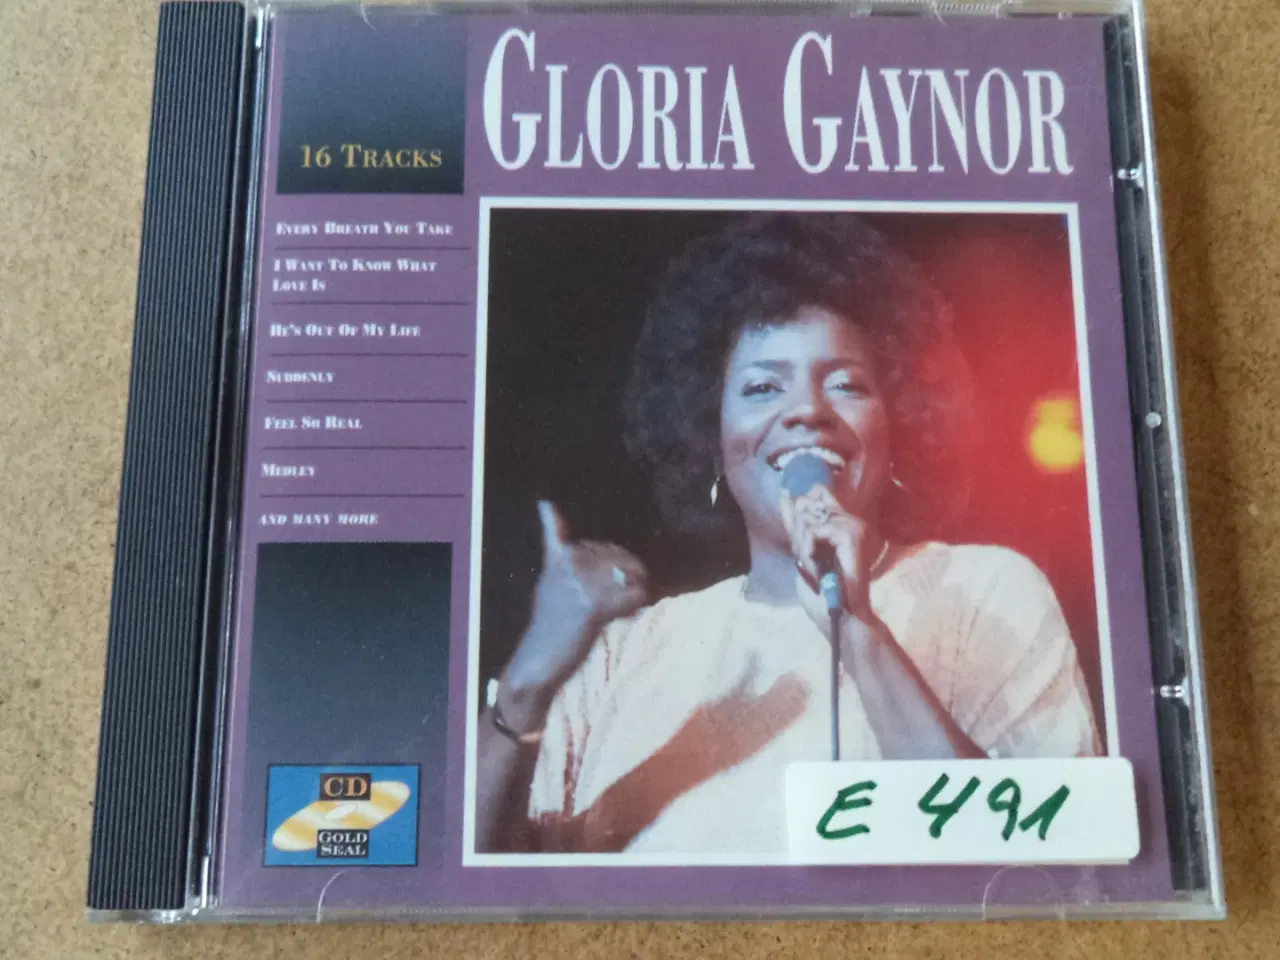 GLORIA GAYNOR
16 TRACKS
EVERY BREATH YOU TAKE
I WANT TO KNOW WHAT
LOVE IS
HE'S OUT OF MY LIFE
SUDDENLY
FEEL SO REAL
MEDLEY
AND MANY MORE
CD
GOLD
SEAL
E 491